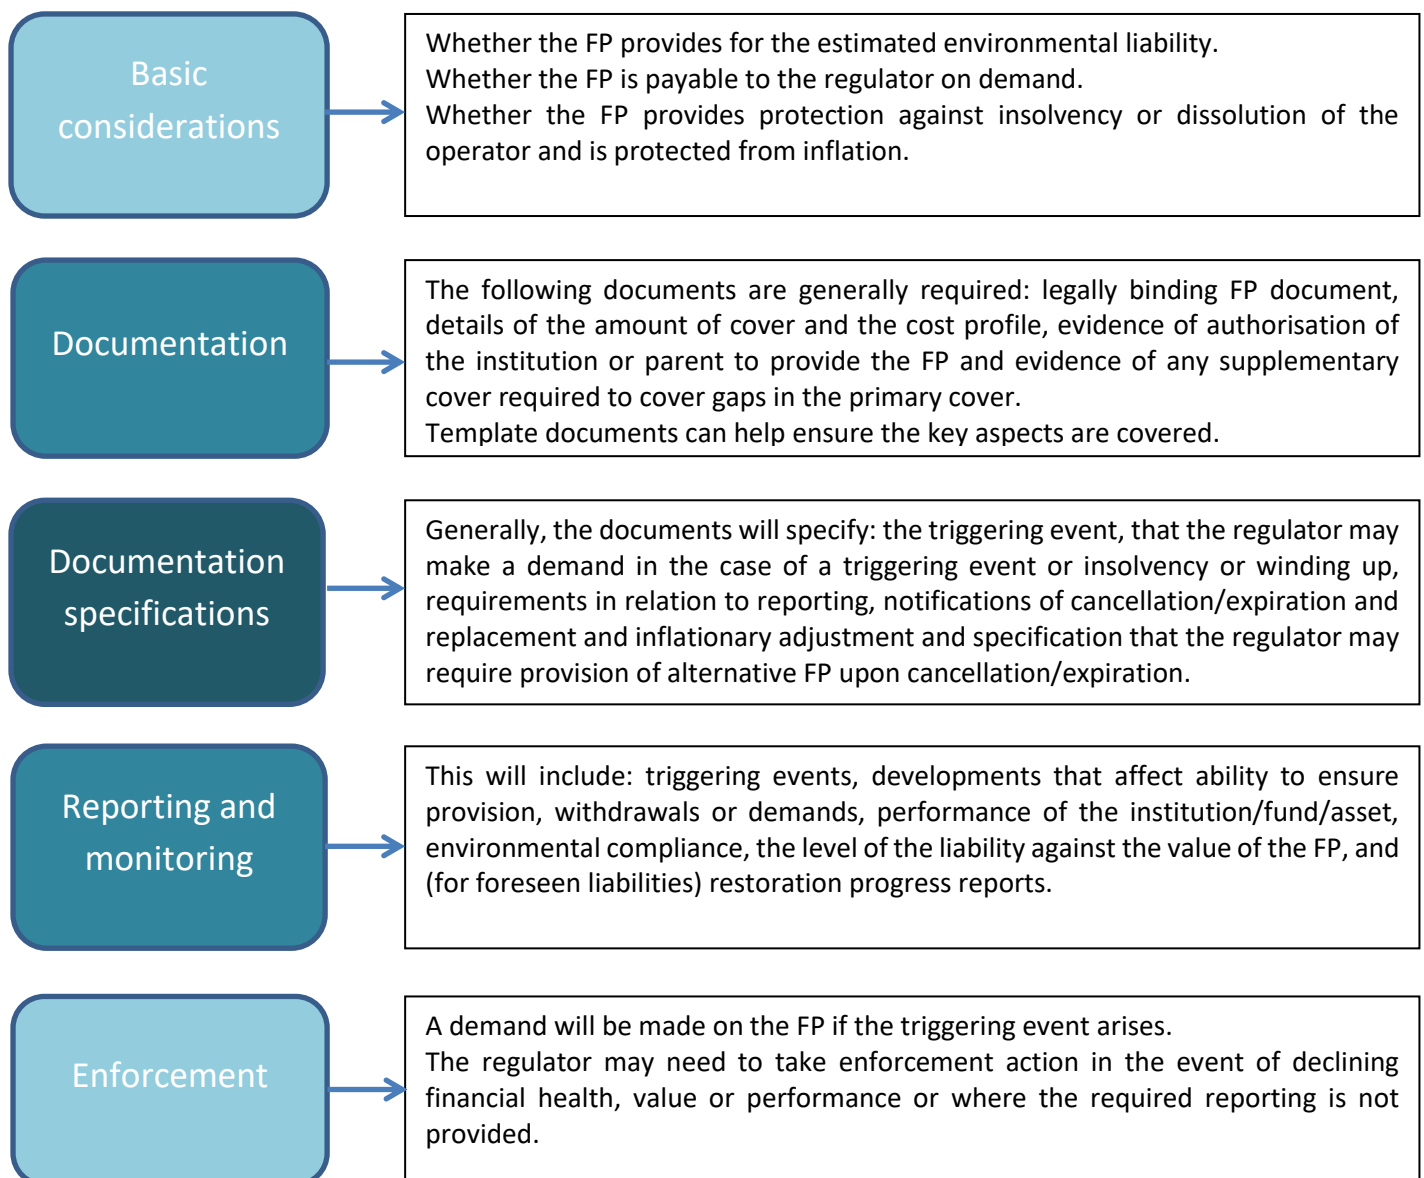 Basic
considerations
Whether the FP provides for the estimated environmental liability.
Whether the FP is payable to the regulator on demand.
Whether the FP provides protection against insolvency or dissolution of the
operator and is protected from inflation.
Documentation
The following documents are generally required: legally binding FP document,
details of the amount of cover and the cost profile, evidence of authorisation of
the institution or parent to provide the FP and evidence of any supplementary
cover required to cover gaps in the primary cover.
Template documents can help ensure the key aspects are covered.
Documentation
specifications
Generally, the documents will specify: the triggering event, that the regulator may
make a demand in the case of a triggering event or insolvency or winding up,
requirements in relation to reporting, notifications of cancellation/expiration and
replacement and inflationary adjustment and specification that the regulator may
require provision of alternative FP upon cancellation/expiration.
Reporting and
monitoring
This will include: triggering events, developments that affect ability to ensure
provision, withdrawals or demands, performance of the institution/fund/asset,
environmental compliance, the level of the liability against the value of the FP, and
(for foreseen liabilities) restoration progress reports.
Enforcement
A demand will be made on the FP if the triggering event arises.
The regulator may need to take enforcement action in the event of declining
financial health, value or performance or where the required reporting is not
provided.